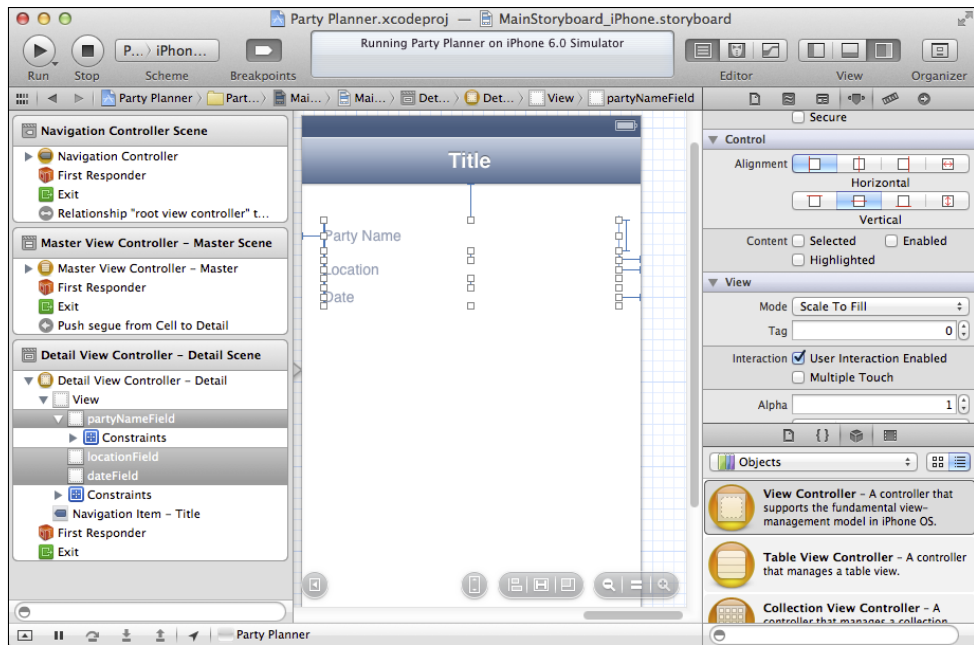 Party Planner.xcodeproj — MainStoryboard_iPhone.storyboard
P...〉iPhon...
Running Party Planner on iPhone 6.0 Simulator
Run Stop Scheme Breakpoints Editor View Organizer
Party Planner 〉 Part...〉 Mai...〉 Mai...〉 Det...〉 Det...〉 View 〉 partyNameField
Navigation Controller Scene
Navigation Controller
First Responder
Exit
Relationship "root view controller" t...
Master View Controller – Master Scene
Master View Controller – Master
First Responder
Exit
Push segue from Cell to Detail
Detail View Controller – Detail Scene
Detail View Controller – Detail
View
partyNameField
Constraints
locationField
dateField
Constraints
Navigation Item – Title
First Responder
Exit
Title
Party Name
Location
Date
Secure
Control
Alignment
Horizontal
Vertical
Content Selected Enabled
Highlighted
View
Mode Scale To Fill
Tag 0
Interaction User Interaction Enabled
Multiple Touch
Alpha 1
{}
Objects
View Controller – A controller that
supports the fundamental view-
management model in iPhone OS.
Table View Controller – A controller
that manages a table view.
Collection View Controller – A
controller that manages a collection
Party Planner